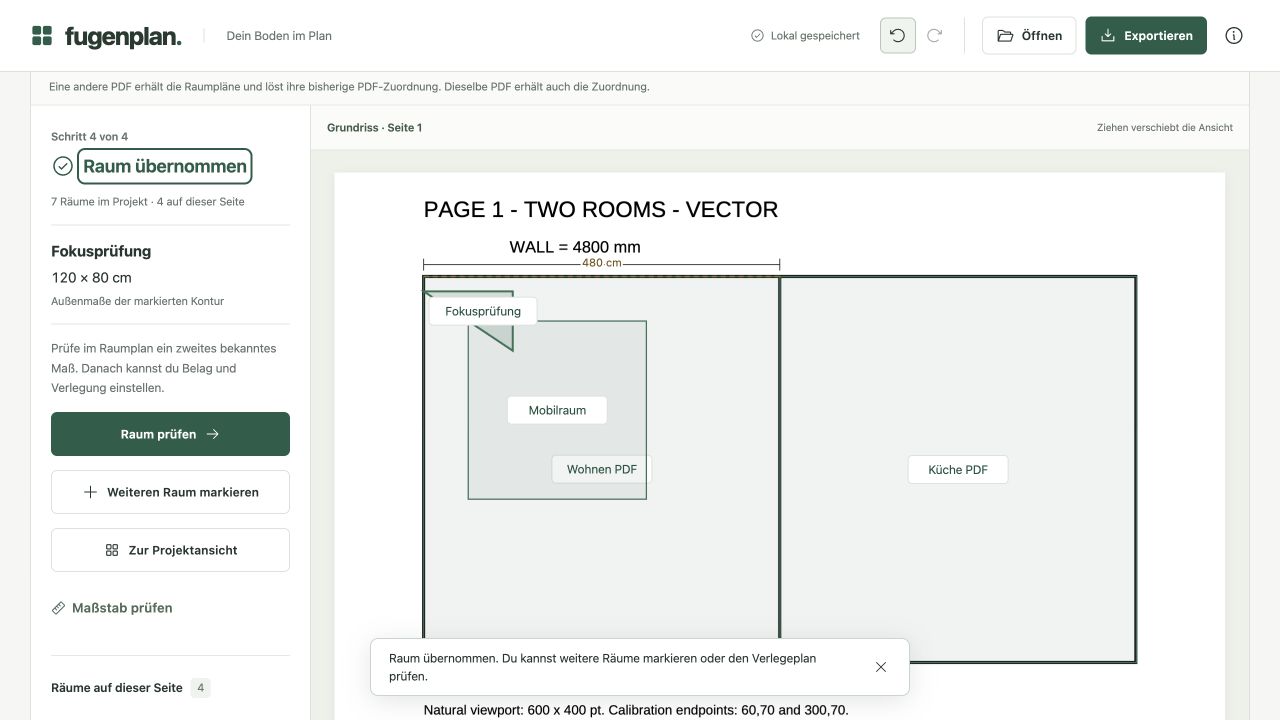 fugenplan.
Dein Boden im Plan
Lokal gespeichert
Öffnen
Exportieren
Eine andere PDF erhält die Raumpläne und löst ihre bisherige PDF-Zuordnung. Dieselbe PDF erhält auch die Zuordnung.
Schritt 4 von 4
Raum übernommen
7 Räume im Projekt · 4 auf dieser Seite
Fokusprüfung
120 × 80 cm
Außenmaße der markierten Kontur
Prüfe im Raumplan ein zweites bekanntes
Maß. Danach kannst du Belag und
Verlegung einstellen.
Raum prüfen
Weiteren Raum markieren
Zur Projektansicht
Maßstab prüfen
Räume auf dieser Seite 4
Grundriss · Seite 1
Ziehen verschiebt die Ansicht
PAGE 1 - TWO ROOMS - VECTOR
WALL = 4800 mm
480 cm
Fokusprüfung
Mobilraum
Wohnen PDF
Küche PDF
Raum übernommen. Du kannst weitere Räume markieren oder den Verlegeplan
prüfen.
Natural viewport: 600 x 400 pt. Calibration endpoints: 60,70 and 300,70.